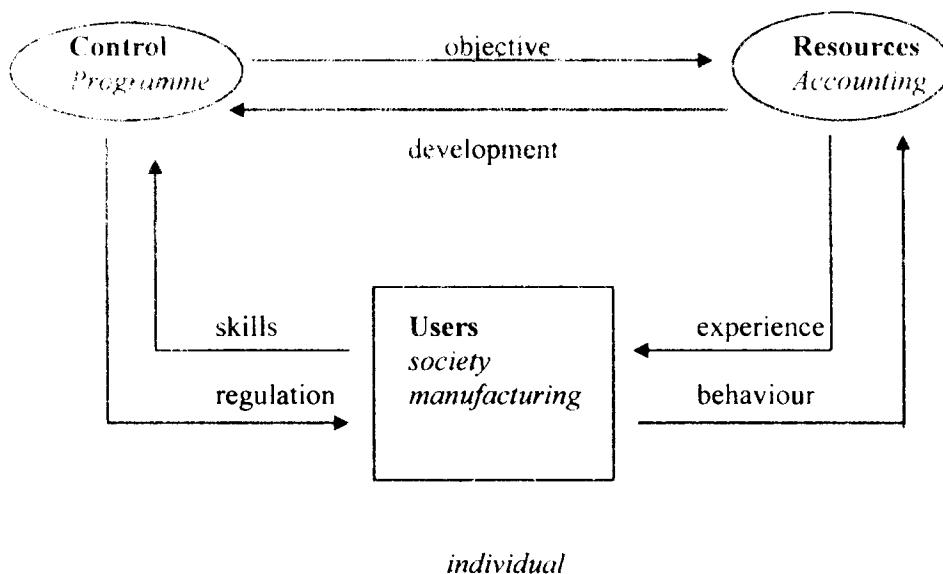 Control
Programme
objective
Resources
Accounting
development
skills
regulation
Users
society
manufacturing
experience
behaviour
individual